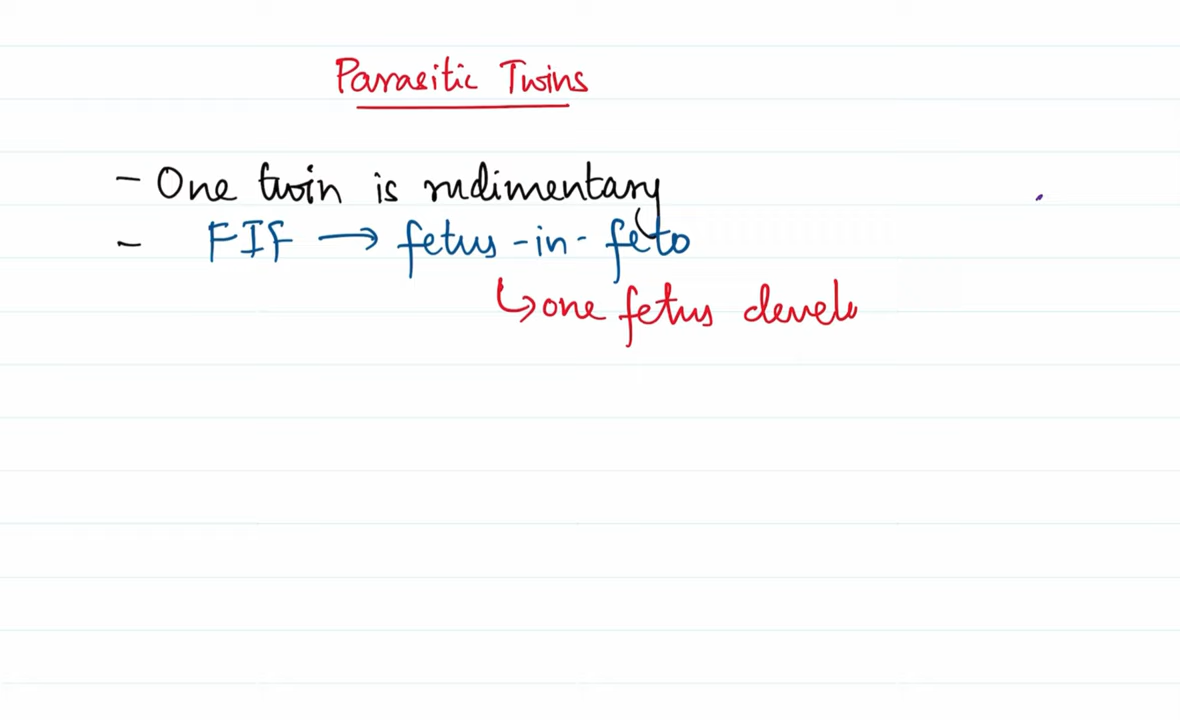 Parasitic Twins
- One twin is rudimentary
- FIF → fetus-in-feto
↳ one fetus develo